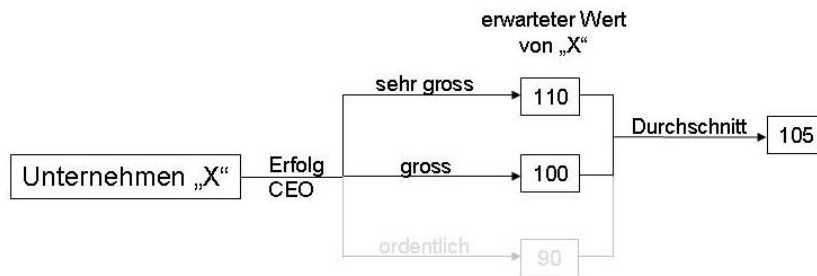 erwarteter Wert
von „X“
sehr gross
110
Durchschnitt
105
Unternehmen „X“
Erfolg
CEO
gross
100
ordentlich
90